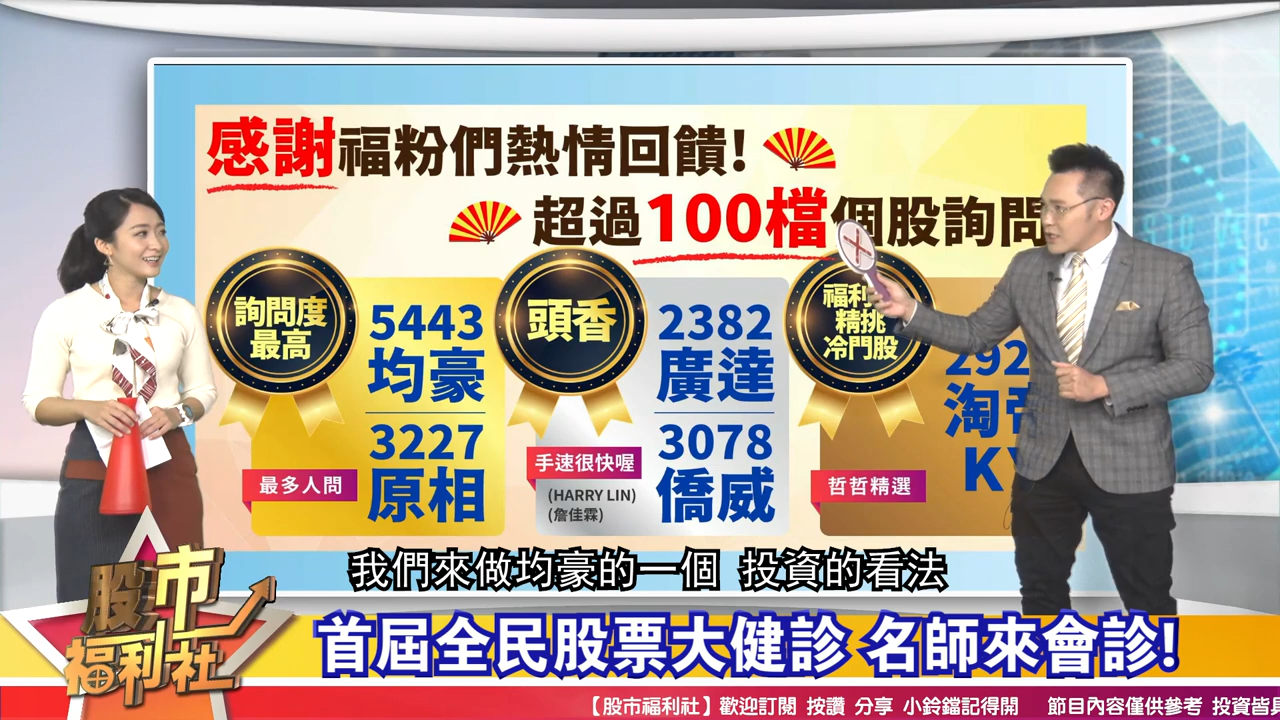 感謝福粉們熱情回饋!
超過100檔個股詢問
詢問度
最高
5443
均豪
3227
原相
最多人問
頭香
2382
廣達
3078
僑威
手速很快喔
(HARRY LIN)
(詹佳霖)
福利
精挑
冷門股
292
淘帝
K
哲哲精選
我們來做均豪的一個 投資的看法
股市
福利社
首屆全民股票大健診 名師來會診!
【股市福利社】歡迎訂閱 按讚 分享 小鈴鐺記得開 節目內容僅供參考 投資皆具